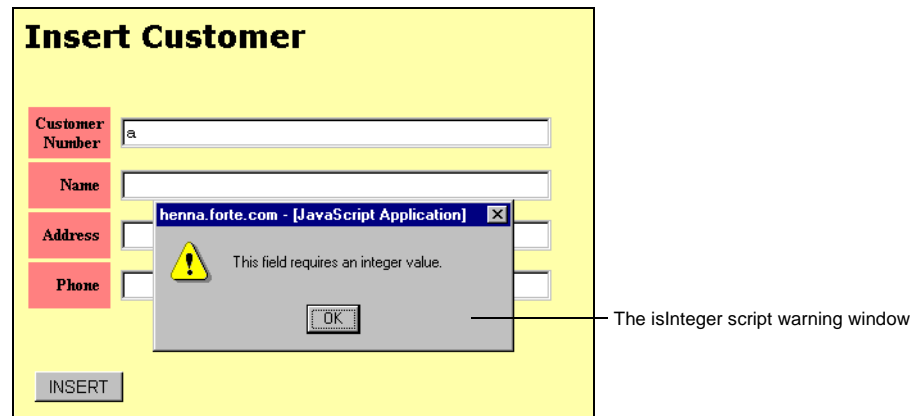 Insert Customer
Customer
Number
a
Name
henna.forte.com - [JavaScript Application]
Address
This field requires an integer value.
Phone
OK
The isInteger script warning window
INSERT